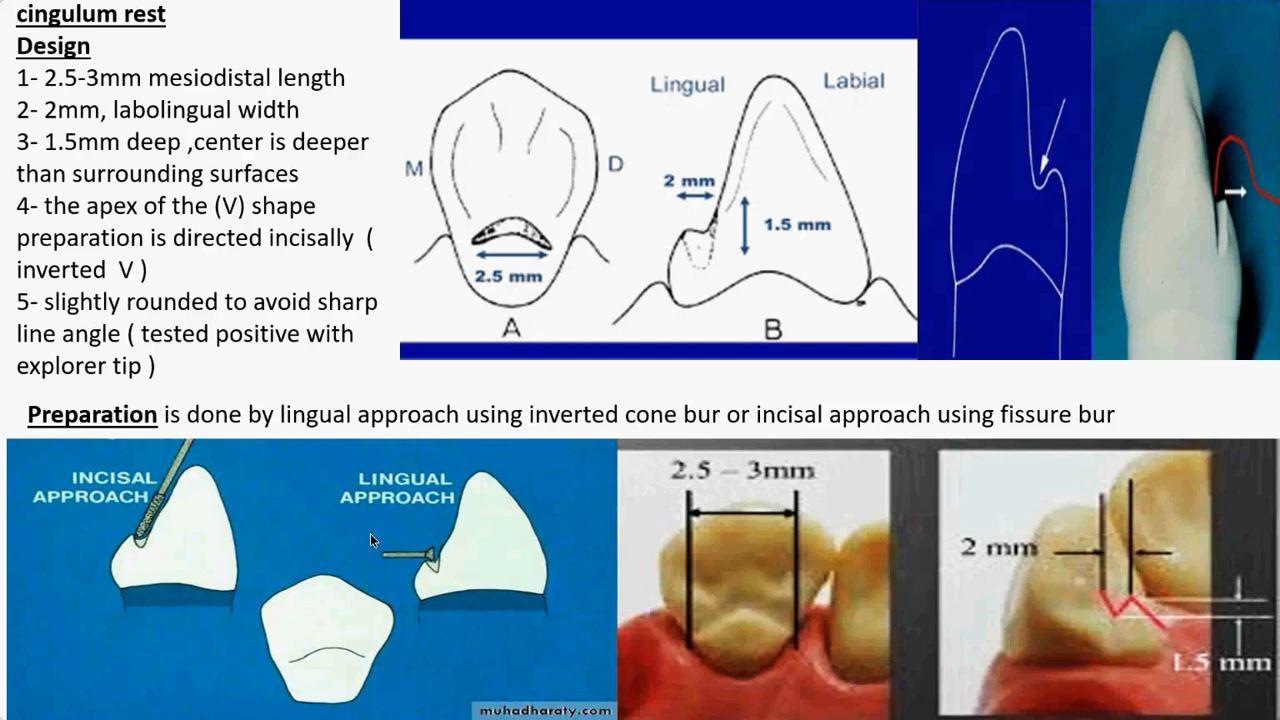 cingulum rest
Design
1- 2.5-3mm mesiodistal length
2- 2mm, labolingual width
3- 1.5mm deep ,center is deeper
than surrounding surfaces
4- the apex of the (V) shape
preparation is directed incisally (
inverted V )
5- slightly rounded to avoid sharp
line angle ( tested positive with
explorer tip )
Lingual
Labial
M
D
2 mm
1.5 mm
2.5 mm
A
B
Preparation is done by lingual approach using inverted cone bur or incisal approach using fissure bur
INCISAL
APPROACH
LINGUAL
APPROACH
2.5 – 3mm
2 mm
1.5 mm
muhadharaty.com